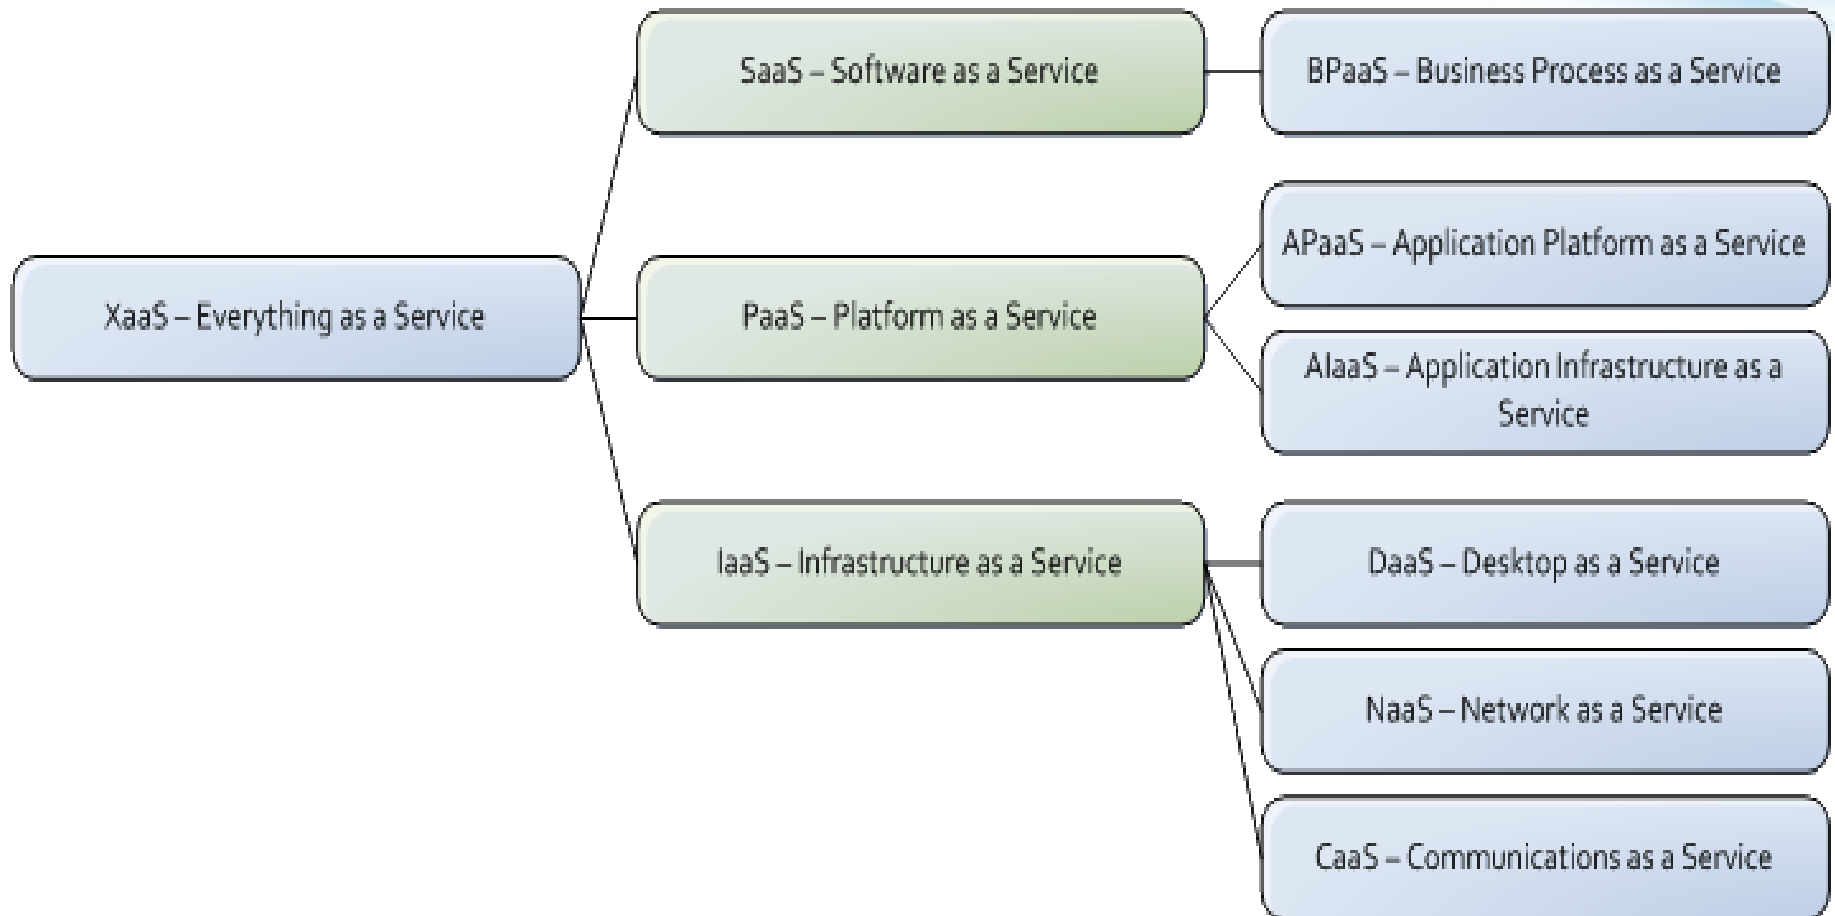 SaaS – Software as a Service
BPaaS – Business Process as a Service
APaaS – Application Platform as a Service
XaaS – Everything as a Service
PaaS – Platform as a Service
AIaaS – Application Infrastructure as a
Service
IaaS – Infrastructure as a Service
DaaS – Desktop as a Service
NaaS – Network as a Service
CaaS – Communications as a Service